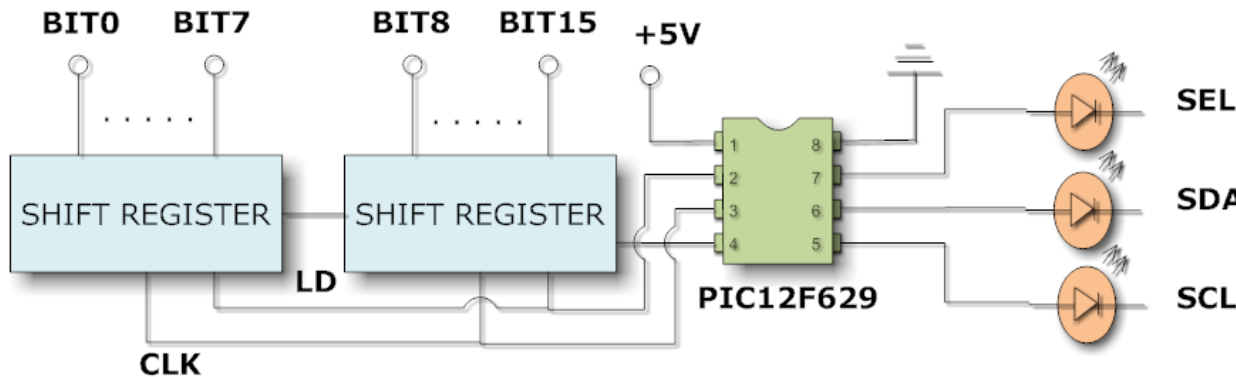 BIT0 BIT7 BIT8 BIT15 +5V
. . . . . . . . . .
SEL
1 8
2 7
SHIFT REGISTER SHIFT REGISTER
3 6
SDA
4 5
LD
PIC12F629
SCL
CLK